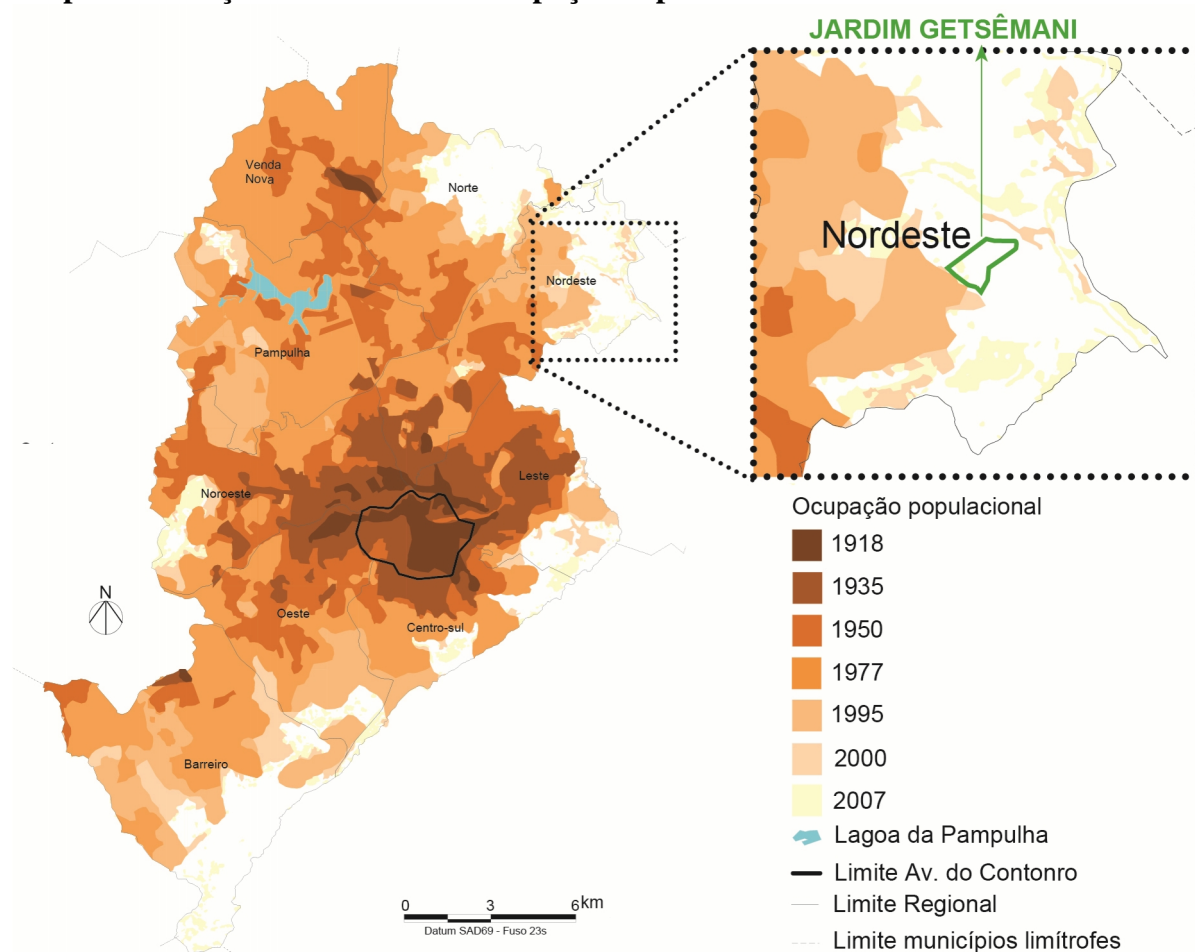 JARDIM GETSÊMANI
Venda
Nova
Norte
Nordeste
Nordeste
Pampulha
Leste
Noroeste
N
Oeste
Centro-sul
Barreiro
0 3 6 km
Datum SAD69 - Fuso 23s
Ocupação populacional
1918
1935
1950
1977
1995
2000
2007
Lagoa da Pampulha
Limite Av. do Contonro
Limite Regional
Limite municípios limítrofes